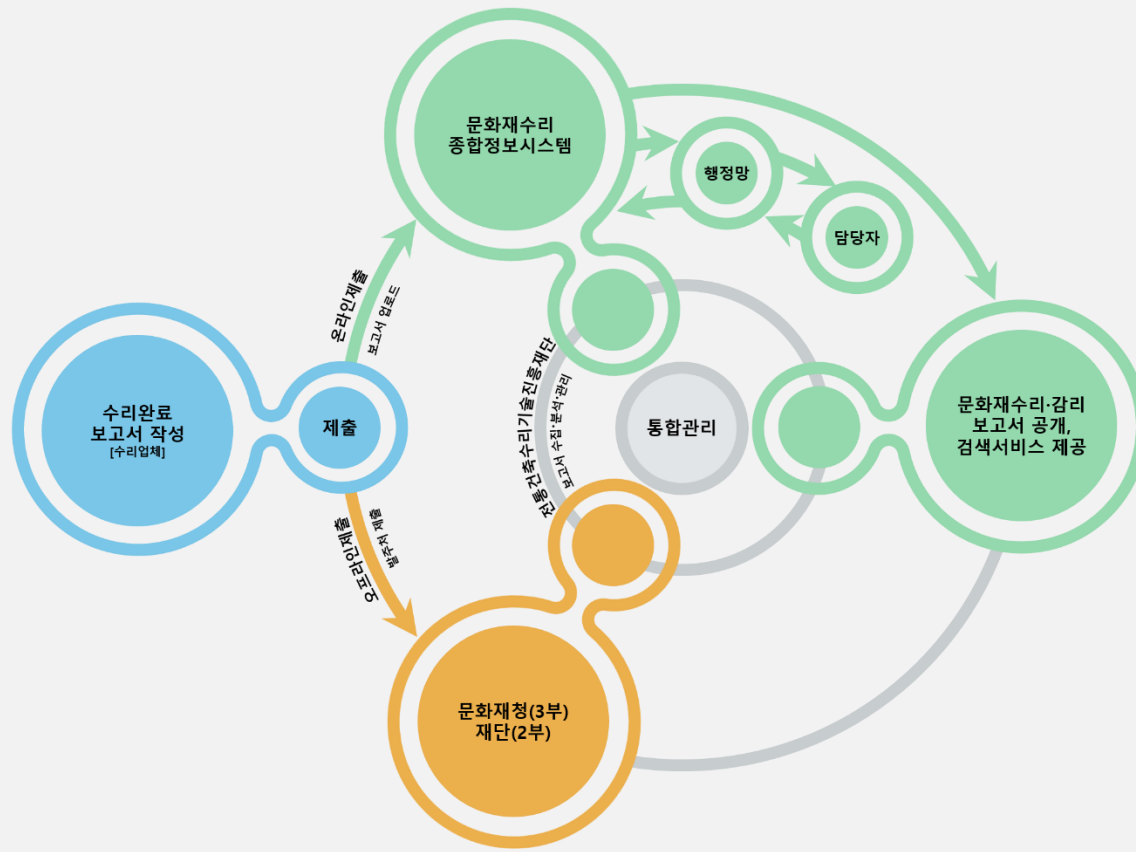 문화재수리
종합정보시스템
행정망
담당자
온라인제출
보고서 업로드
수리완료
보고서 작성
[수리업체]
제출
전통건축수리기술진흥재단
보고서 수집·분석·관리
통합관리
문화재수리·감리
보고서 공개,
검색서비스 제공
오프라인제출
발주처 제출
문화재청(3부)
재단(2부)